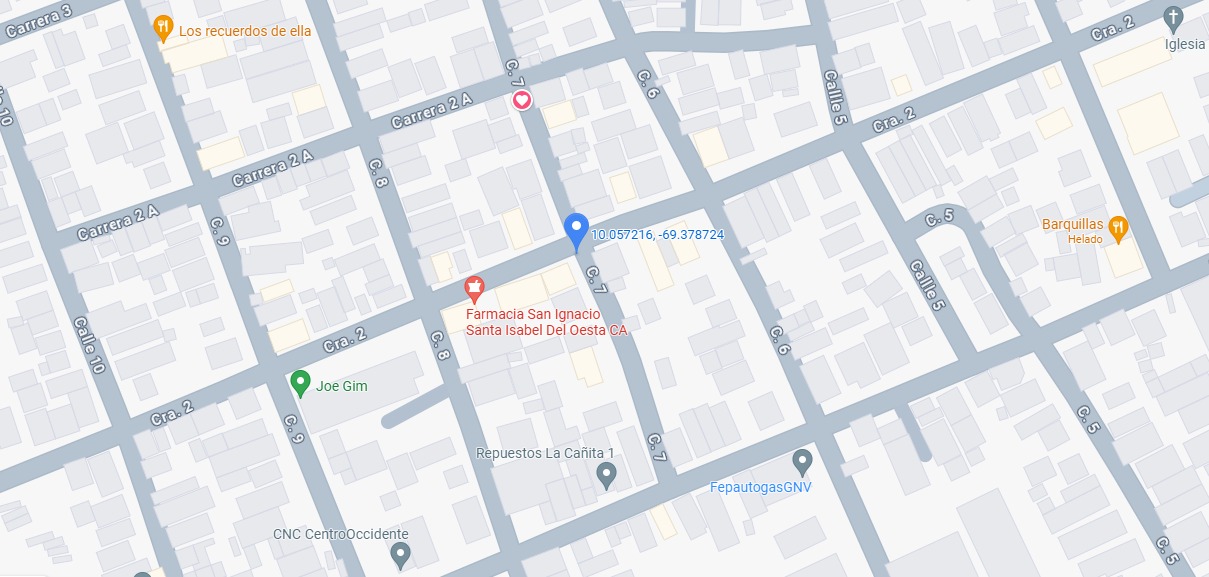 Carrera 3
Los recuerdos de ella
Cra. 2
Iglesia
C. 7
C. 6
Calle 5
Carrera 2 A
Cra. 2
Carrera 2 A
C. 8
Carrera 2 A
C. 9
C. 5
Barquillas
Helado
10.057216, -69.378724
C. 7
Calle 5
Farmacia San Ignacio
Santa Isabel Del Oesta CA
Cra. 2
C. 8
C. 6
Calle 10
Joe Gim
Cra. 2
C. 9
C. 5
C. 7
Repuestos La Cañita 1
FepautogasGNV
CNC CentroOccidente
C. 5